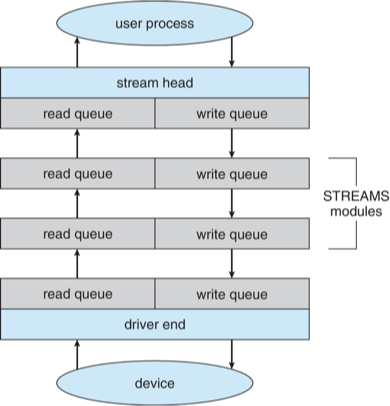 user process
stream head
read queue write queue
read queue write queue
STREAMS
modules
read queue write queue
read queue write queue
driver end
device